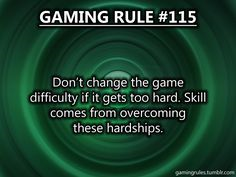 GAMING RULE #115
Don't change the game
difficulty if it gets too hard. Skill
comes from overcoming
these hardships.
gamingrules.tumblr.com